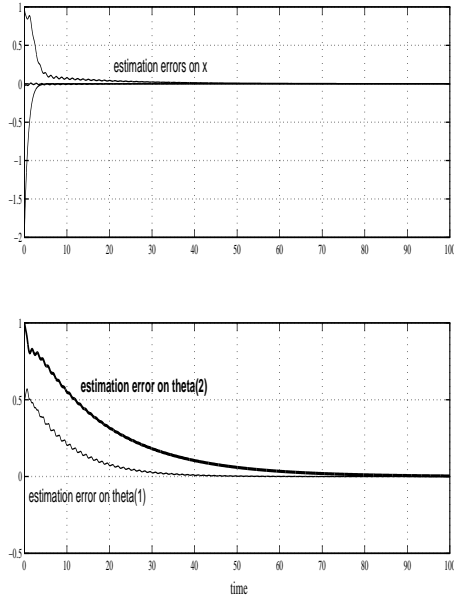 1
0.5
estimation errors on x
0
−0.5
−1
−1.5
−2
0 10 20 30 40 50 60 70 80 90 100
1
estimation error on theta(2)
0.5
0
estimation error on theta(1)
−0.5
0 10 20 30 40 50 60 70 80 90 100
time